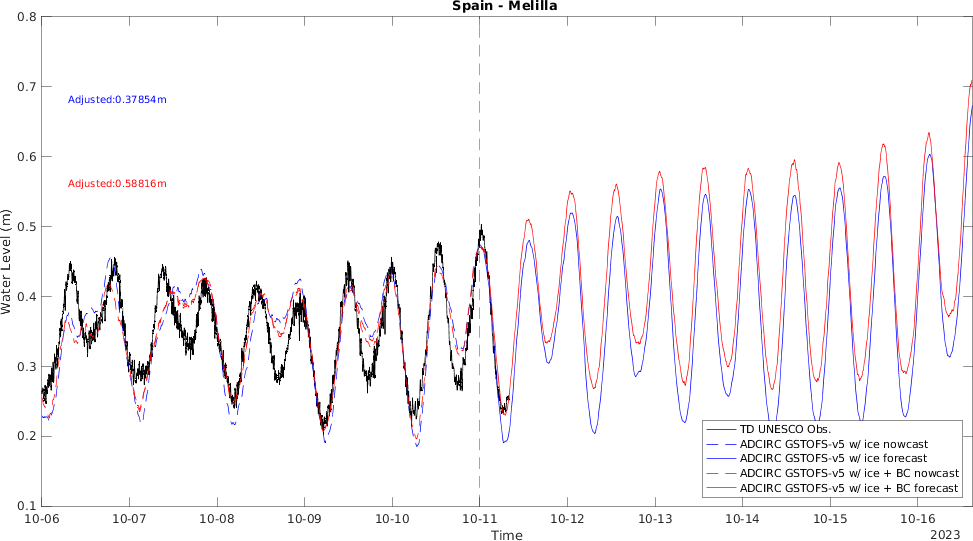 Spain - Melilla
0.8
0.7
0.6
0.5
0.4
0.3
0.2
0.1
Water Level (m)
Adjusted:0.37854m
Adjusted:0.58816m
TD UNESCO Obs.
ADCIRC GSTOFS-v5 w/ ice nowcast
ADCIRC GSTOFS-v5 w/ ice forecast
ADCIRC GSTOFS-v5 w/ ice + BC nowcast
ADCIRC GSTOFS-v5 w/ ice + BC forecast
10-06 10-07 10-08 10-09 10-10 10-11 10-12 10-13 10-14 10-15 10-16
Time
2023